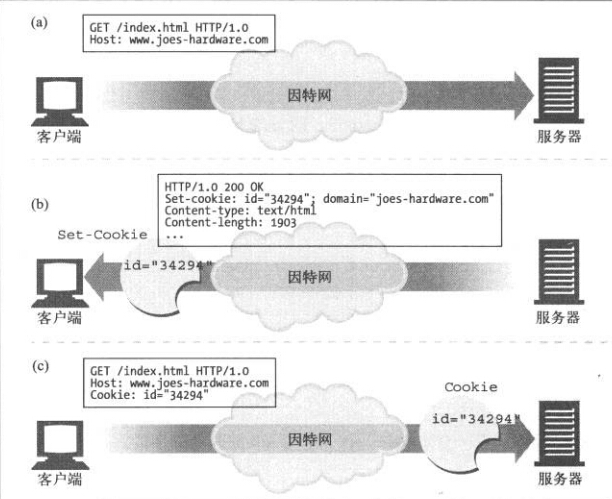 (a)
GET /index.html HTTP/1.0
Host: www.joes-hardware.com
因特网
客户端
服务器
(b)
HTTP/1.0 200 OK
Set-cookie: id="34294"; domain="joes-hardware.com"
Content-type: text/html
Content-length: 1903
...
Set-Cookie
id="34294"
因特网
客户端
服务器
(c)
GET /index.html HTTP/1.0
Host: www.joes-hardware.com
Cookie: id="34294"
Cookie
id="34294"
因特网
客户端
服务器